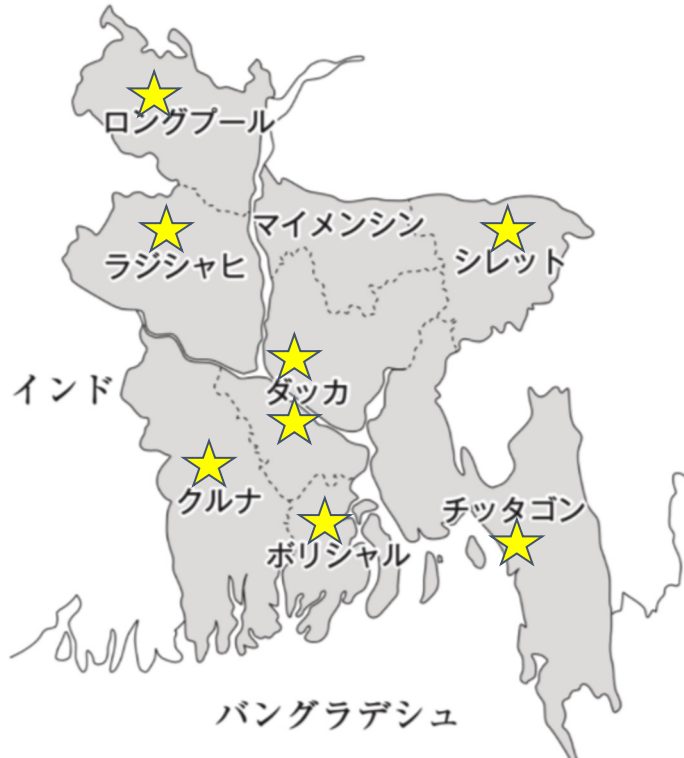 ロングプール
マイメンシン
シレット
ラジシャヒ
インド
ダッカ
クルナ
チッタゴン
ボリシャル
バングラデシュ